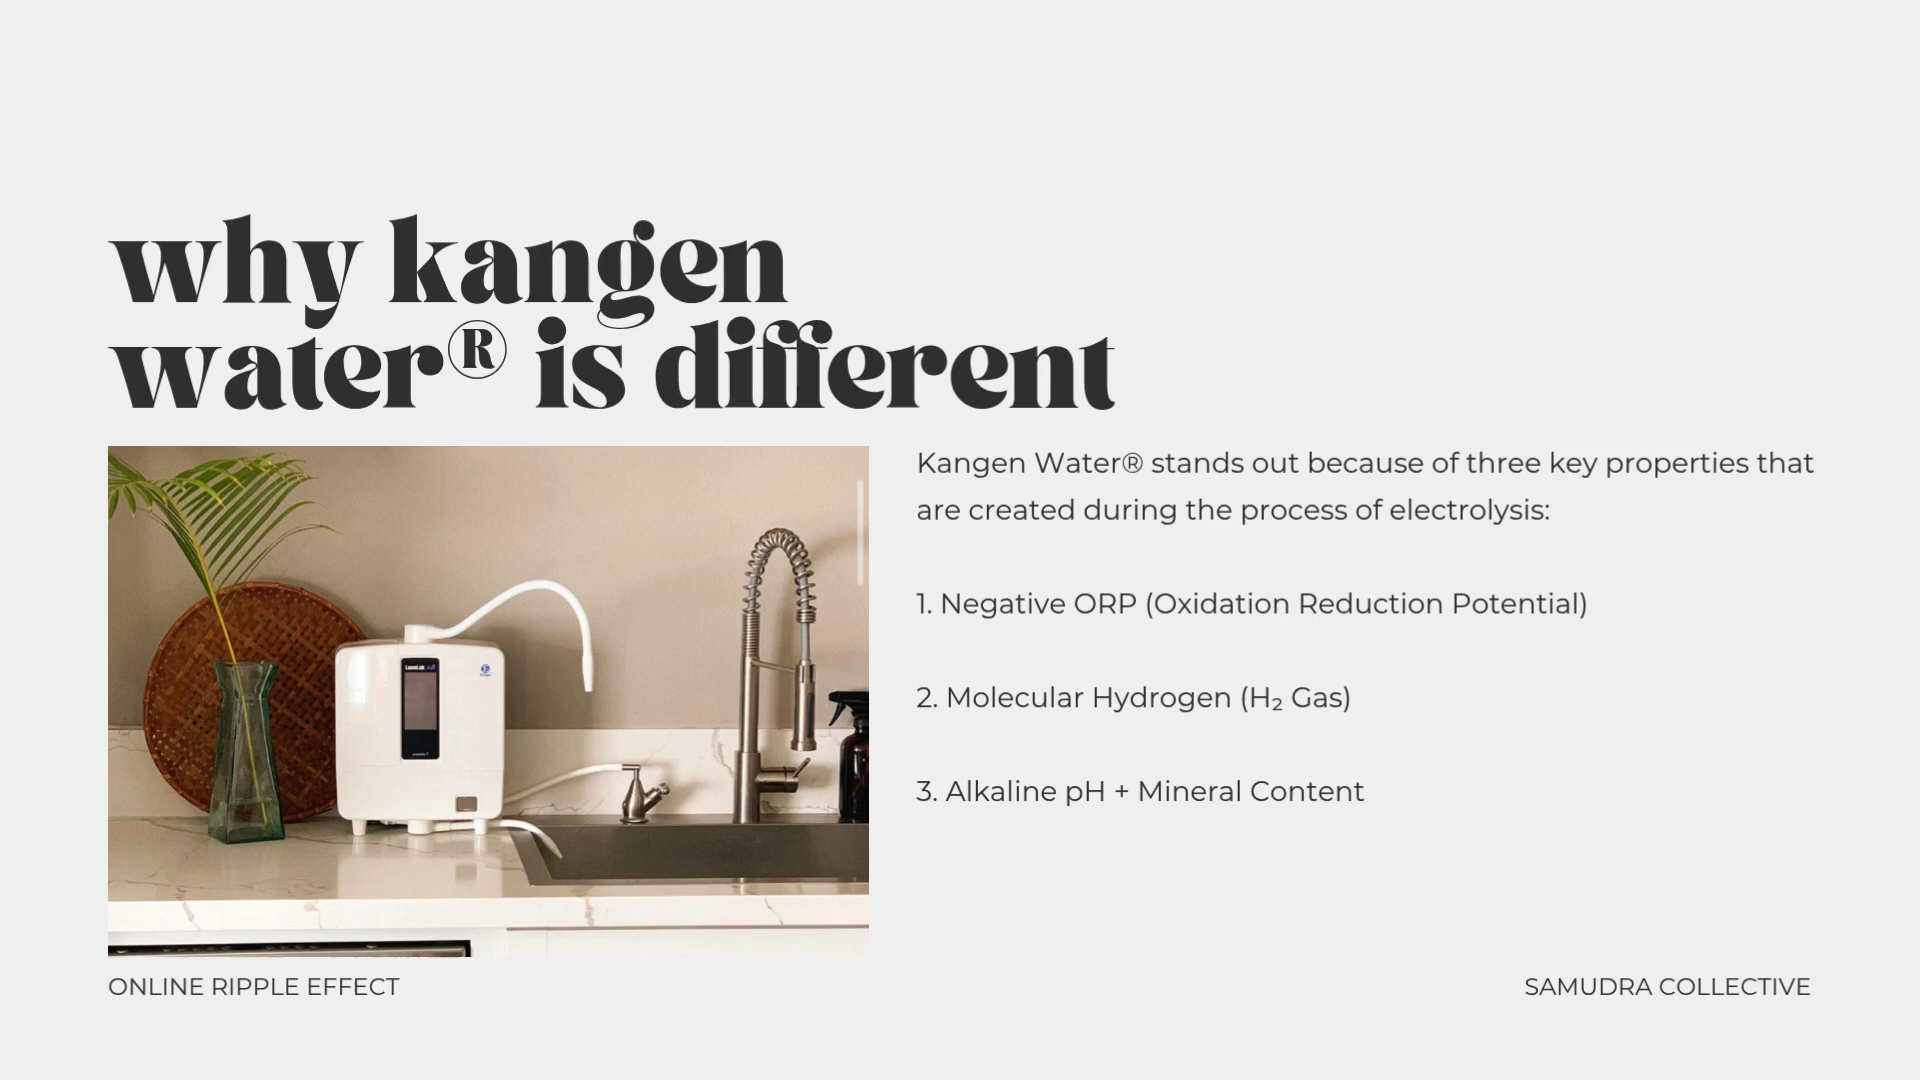 why kangen
water® is different
Kangen Water® stands out because of three key properties that
are created during the process of electrolysis:
1. Negative ORP (Oxidation Reduction Potential)
2. Molecular Hydrogen (H₂ Gas)
3. Alkaline pH + Mineral Content
ONLINE RIPPLE EFFECT
SAMUDRA COLLECTIVE